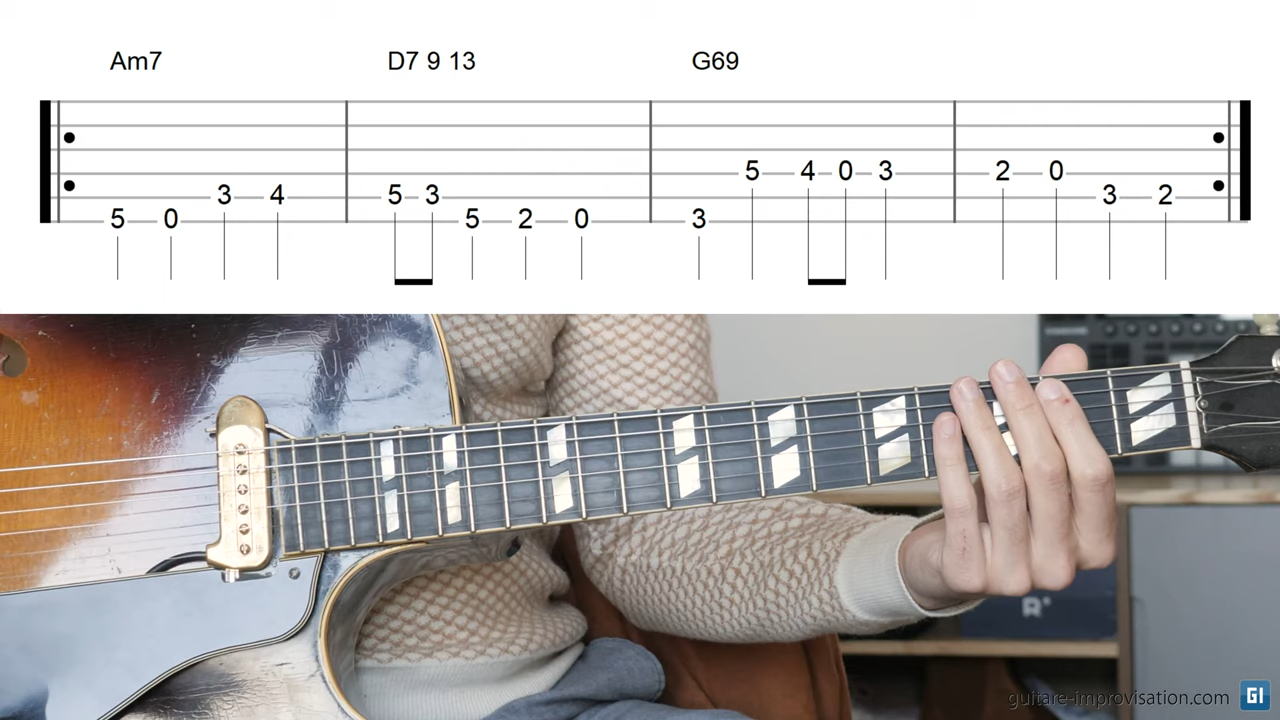 Am7 D7 9 13 G69
5 4 0 3 2 0
3 4 5 3 3 2
5 0 5 2 0 3
R
guitare-improvisation.com GI